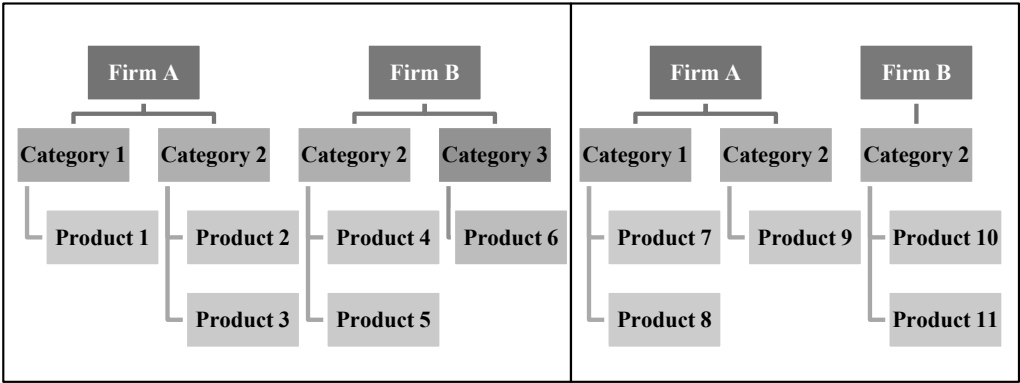 Firm A
Firm B
Category 1
Category 2
Category 2
Category 3
Product 1
Product 2
Product 4
Product 6
Product 3
Product 5
Firm A
Firm B
Category 1
Category 2
Category 2
Product 7
Product 9
Product 10
Product 8
Product 11